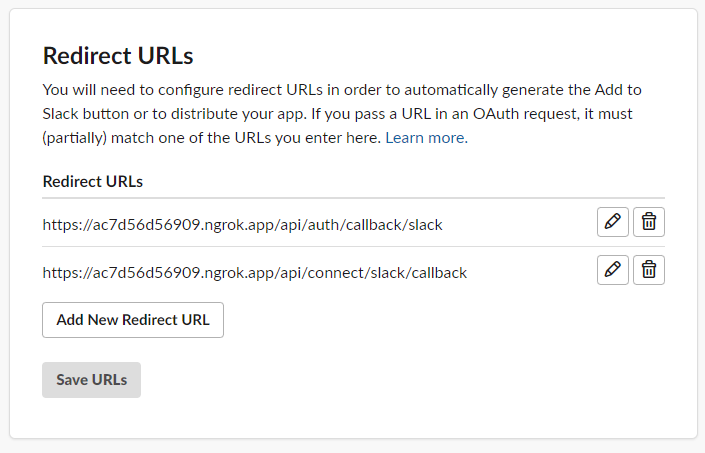 Redirect URLs
You will need to configure redirect URLs in order to automatically generate the Add to
Slack button or to distribute your app. If you pass a URL in an OAuth request, it must
(partially) match one of the URLs you enter here. Learn more.
Redirect URLs
https://ac7d56d56909.ngrok.app/api/auth/callback/slack
https://ac7d56d56909.ngrok.app/api/connect/slack/callback
Add New Redirect URL
Save URLs